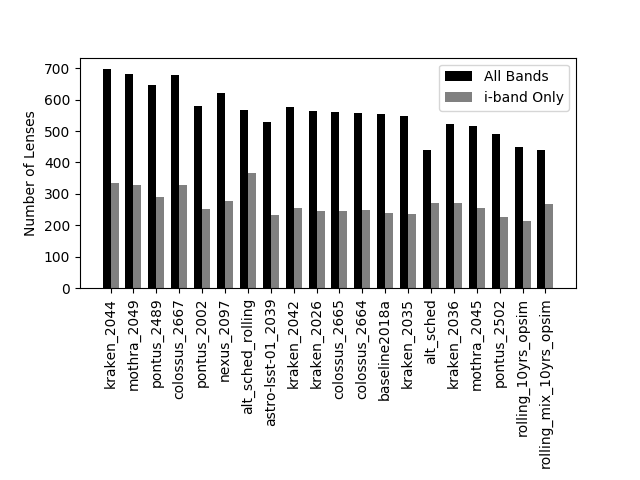 700
600
500
400
300
200
100
0
Number of Lenses
All Bands
i-band Only
kraken_2044
mothra_2049
pontus_2489
colossus_2667
pontus_2002
nexus_2097
alt_sched_rolling
astro-lsst-01_2039
kraken_2042
kraken_2026
colossus_2665
colossus_2664
baseline2018a
kraken_2035
alt_sched
kraken_2036
mothra_2045
pontus_2502
rolling_10yrs_opsim
rolling_mix_10yrs_opsim